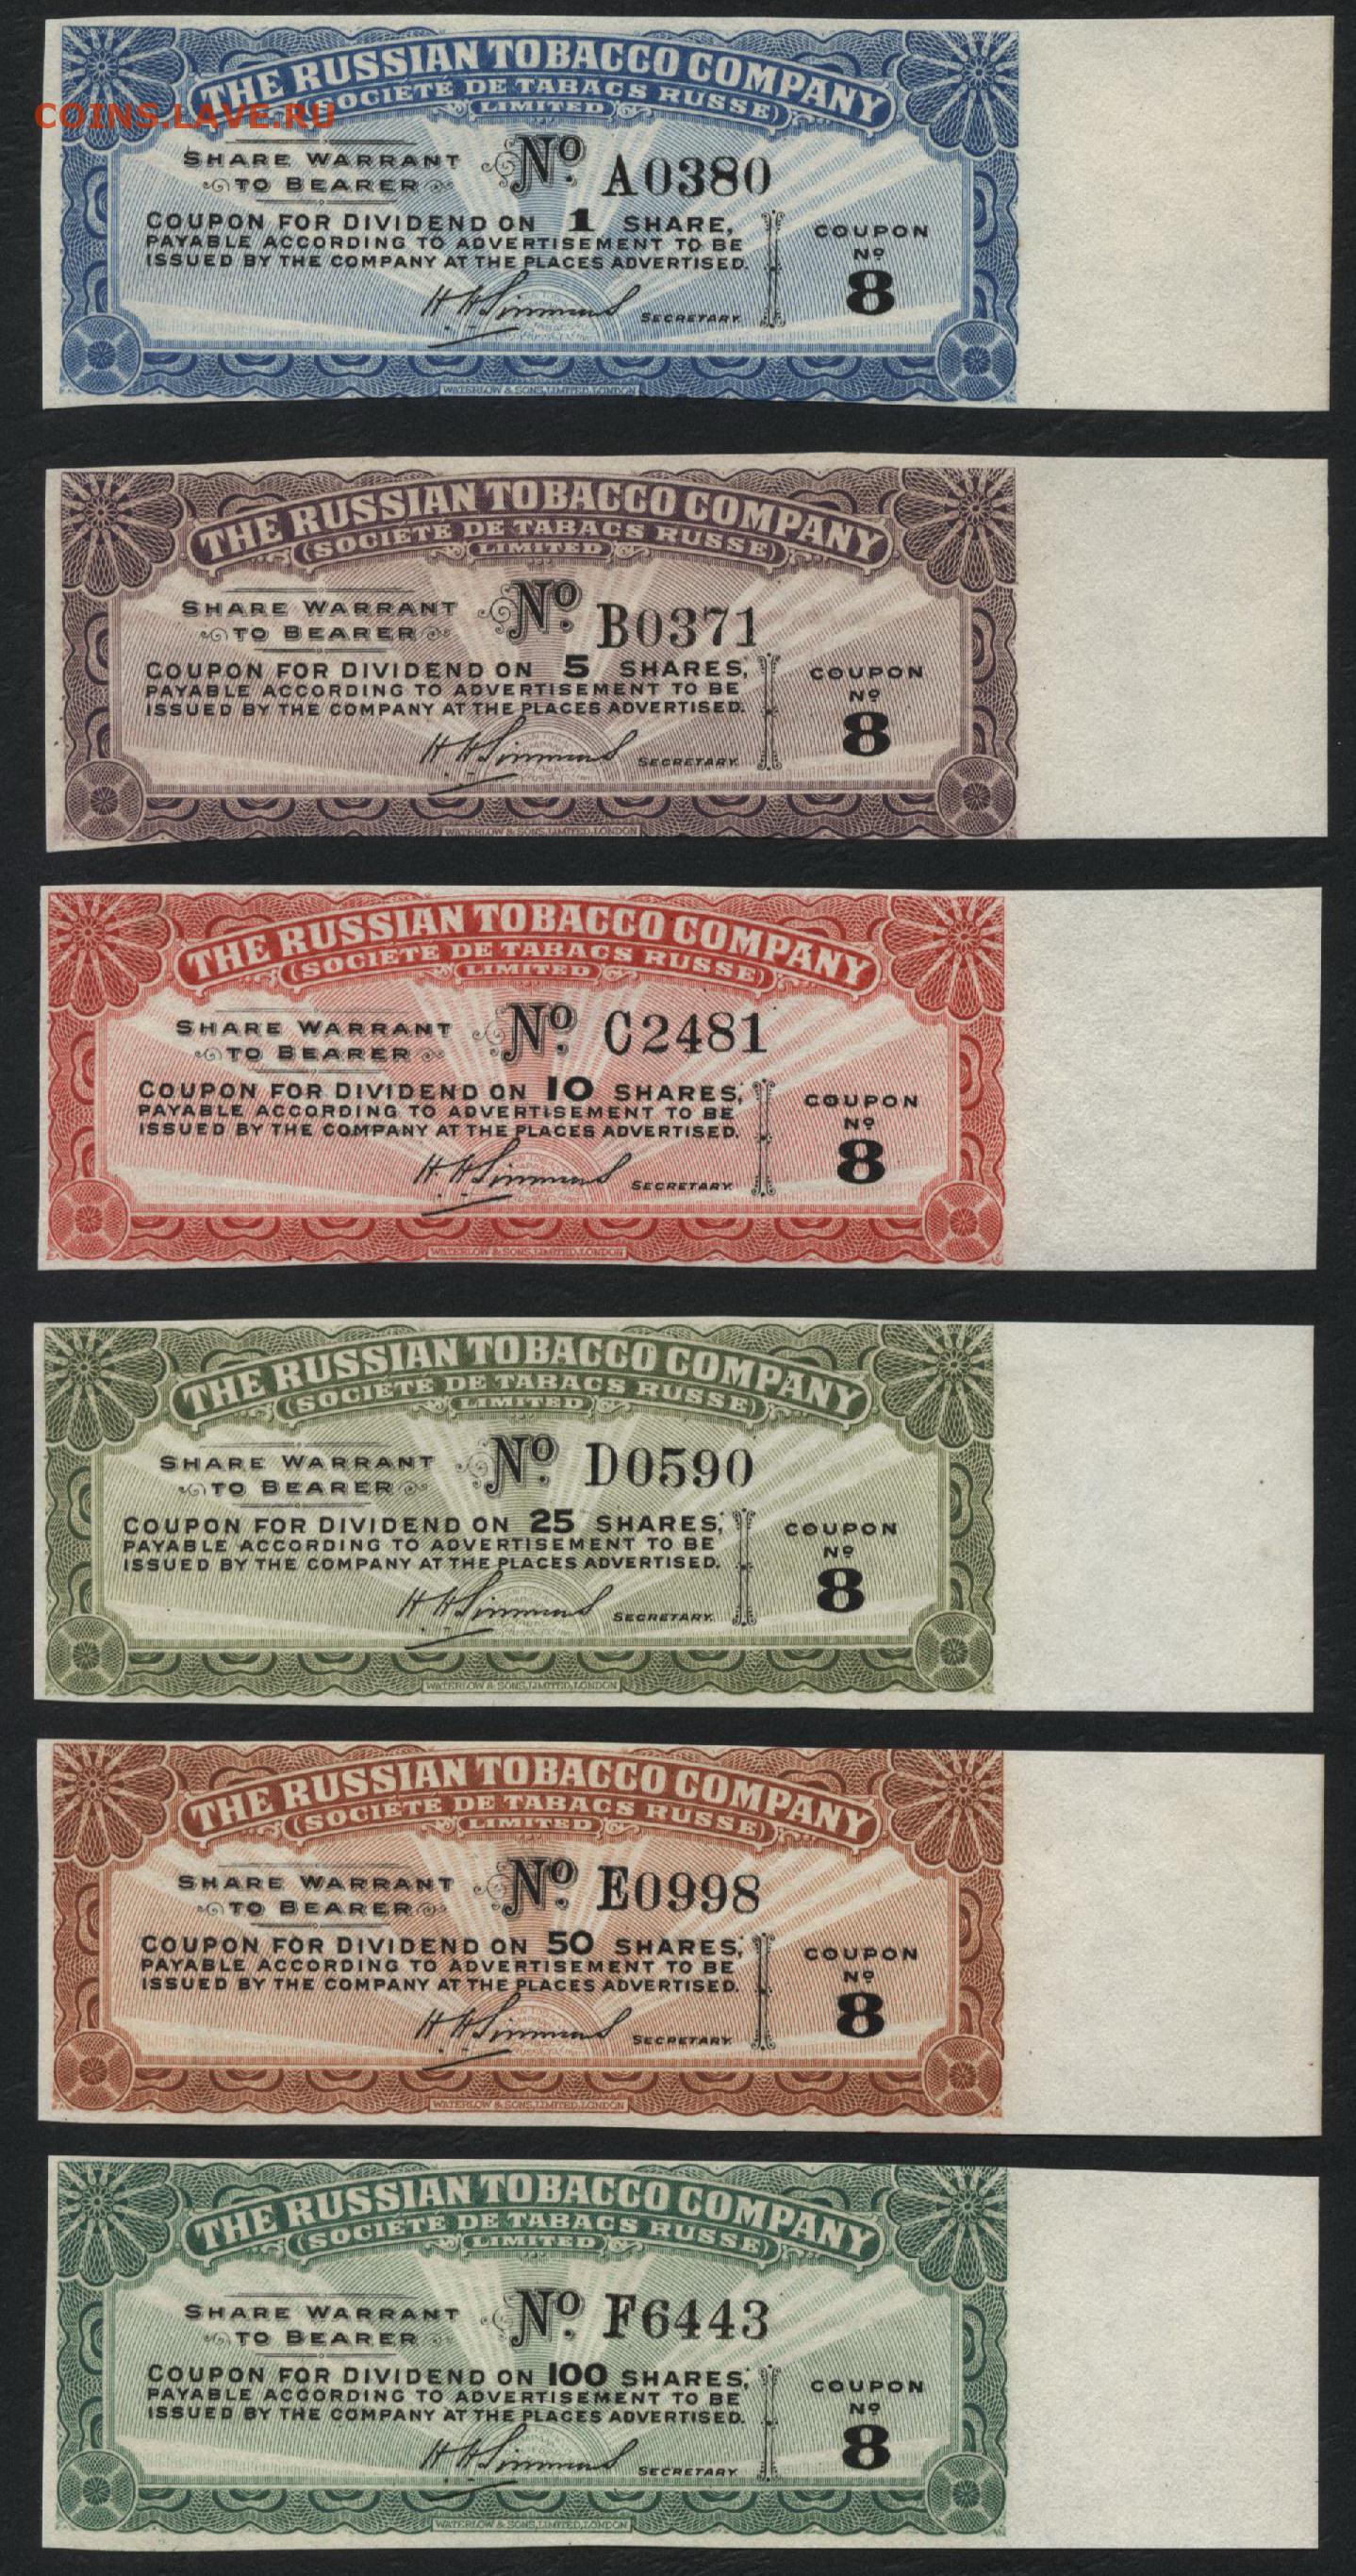 THE RUSSIAN TOBACCO COMPANY
COINS.LAVE.RU
(SOCIÉTÉ DE TABACS RUSSE)
LIMITED
SHARE WARRANT
TO BEARER
No. A0380
COUPON FOR DIVIDEND ON 1 SHARE,
PAYABLE ACCORDING TO ADVERTISEMENT TO BE
ISSUED BY THE COMPANY AT THE PLACES ADVERTISED.
COUPON
No
8
H. H. Simmons
SECRETARY.
WATERLOW & SONS, LIMITED, LONDON
THE RUSSIAN TOBACCO COMPANY
(SOCIÉTÉ DE TABACS RUSSE)
LIMITED
SHARE WARRANT
TO BEARER
No. B0371
COUPON FOR DIVIDEND ON 5 SHARES,
PAYABLE ACCORDING TO ADVERTISEMENT TO BE
ISSUED BY THE COMPANY AT THE PLACES ADVERTISED.
COUPON
No
8
H. H. Simmons
SECRETARY.
WATERLOW & SONS, LIMITED, LONDON
THE RUSSIAN TOBACCO COMPANY
(SOCIÉTÉ DE TABACS RUSSE)
LIMITED
SHARE WARRANT
TO BEARER
No. C2481
COUPON FOR DIVIDEND ON 10 SHARES,
PAYABLE ACCORDING TO ADVERTISEMENT TO BE
ISSUED BY THE COMPANY AT THE PLACES ADVERTISED.
COUPON
No
8
H. H. Simmons
SECRETARY.
WATERLOW & SONS, LIMITED, LONDON
THE RUSSIAN TOBACCO COMPANY
(SOCIÉTÉ DE TABACS RUSSE)
LIMITED
SHARE WARRANT
TO BEARER
No. D0590
COUPON FOR DIVIDEND ON 25 SHARES,
PAYABLE ACCORDING TO ADVERTISEMENT TO BE
ISSUED BY THE COMPANY AT THE PLACES ADVERTISED.
COUPON
No
8
H. H. Simmons
SECRETARY.
WATERLOW & SONS, LIMITED, LONDON
THE RUSSIAN TOBACCO COMPANY
(SOCIÉTÉ DE TABACS RUSSE)
LIMITED
SHARE WARRANT
TO BEARER
No. E0998
COUPON FOR DIVIDEND ON 50 SHARES,
PAYABLE ACCORDING TO ADVERTISEMENT TO BE
ISSUED BY THE COMPANY AT THE PLACES ADVERTISED.
COUPON
No
8
H. H. Simmons
SECRETARY.
WATERLOW & SONS, LIMITED, LONDON
THE RUSSIAN TOBACCO COMPANY
(SOCIÉTÉ DE TABACS RUSSE)
LIMITED
SHARE WARRANT
TO BEARER
No. F6443
COUPON FOR DIVIDEND ON 100 SHARES,
PAYABLE ACCORDING TO ADVERTISEMENT TO BE
ISSUED BY THE COMPANY AT THE PLACES ADVERTISED.
COUPON
No
8
H. H. Simmons
SECRETARY.
WATERLOW & SONS, LIMITED, LONDON